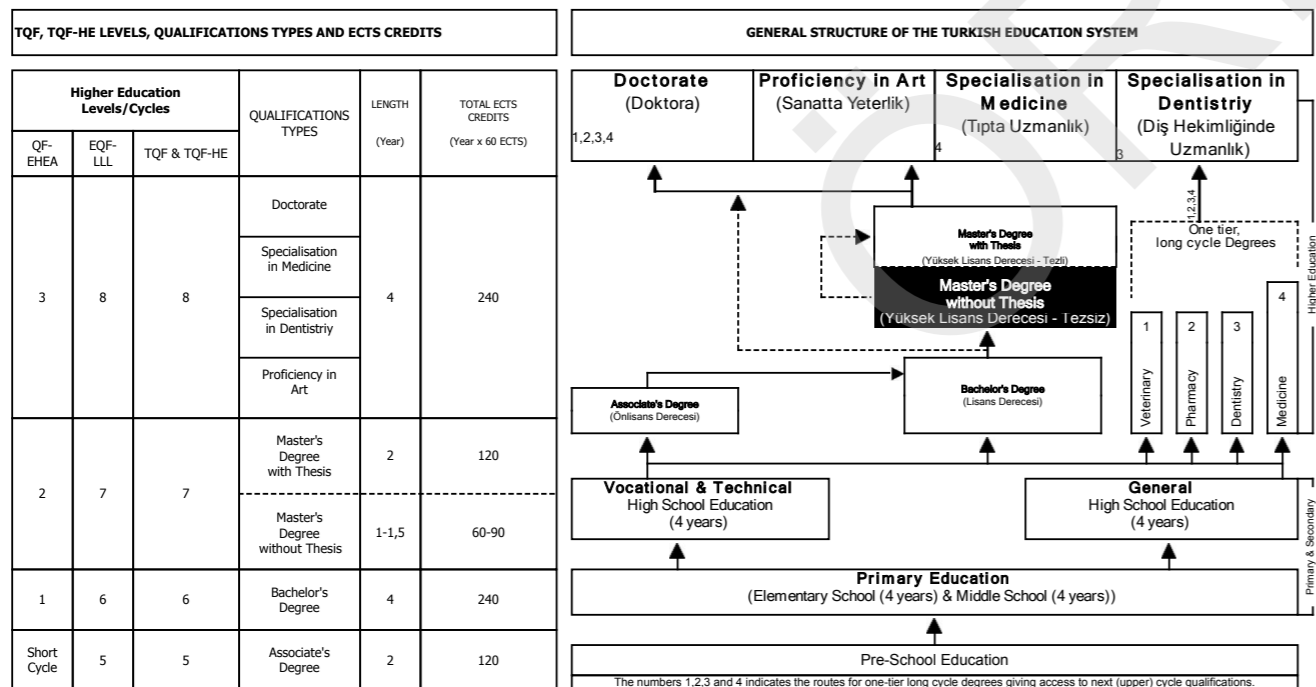 TQF, TQF-HE LEVELS, QUALIFICATIONS TYPES AND ECTS CREDITS
Higher Education
Levels/Cycles
QUALIFICATIONS
TYPES
LENGTH
(Year)
TOTAL ECTS
CREDITS
(Year x 60 ECTS)
QF-
EHEA
EQF-
LLL
TQF & TQF-HE
3
8
8
Doctorate
Specialisation
in Medicine
Specialisation
in Dentistriy
Proficiency in
Art
4
240
2
7
7
Master's
Degree
with Thesis
2
120
Master's
Degree
without Thesis
1-1,5
60-90
1
6
6
Bachelor's
Degree
4
240
Short
Cycle
5
5
Associate's
Degree
2
120
GENERAL STRUCTURE OF THE TURKISH EDUCATION SYSTEM
Doctorate
(Doktora)
1,2,3,4
Proficiency in Art
(Sanatta Yeterlik)
Specialisation in
Medicine
(Tıpta Uzmanlık)
4
Specialisation in
Dentistriy
(Diş Hekimliğinde
Uzmanlık)
3
1,2,3,4
One tier,
long cycle Degrees
Master's Degree
with Thesis
(Yüksek Lisans Derecesi - Tezli)
Master's Degree
without Thesis
(Yüksek Lisans Derecesi - Tezsiz)
Associate's Degree
(Önlisans Derecesi)
Bachelor's Degree
(Lisans Derecesi)
1
Veterinary
2
Pharmacy
3
Dentistry
4
Medicine
Higher Education
Vocational & Technical
High School Education
(4 years)
General
High School Education
(4 years)
Primary Education
(Elementary School (4 years) & Middle School (4 years))
Primary & Secondary
Pre-School Education
The numbers 1,2,3 and 4 indicates the routes for one-tier long cycle degrees giving access to next (upper) cycle qualifications.